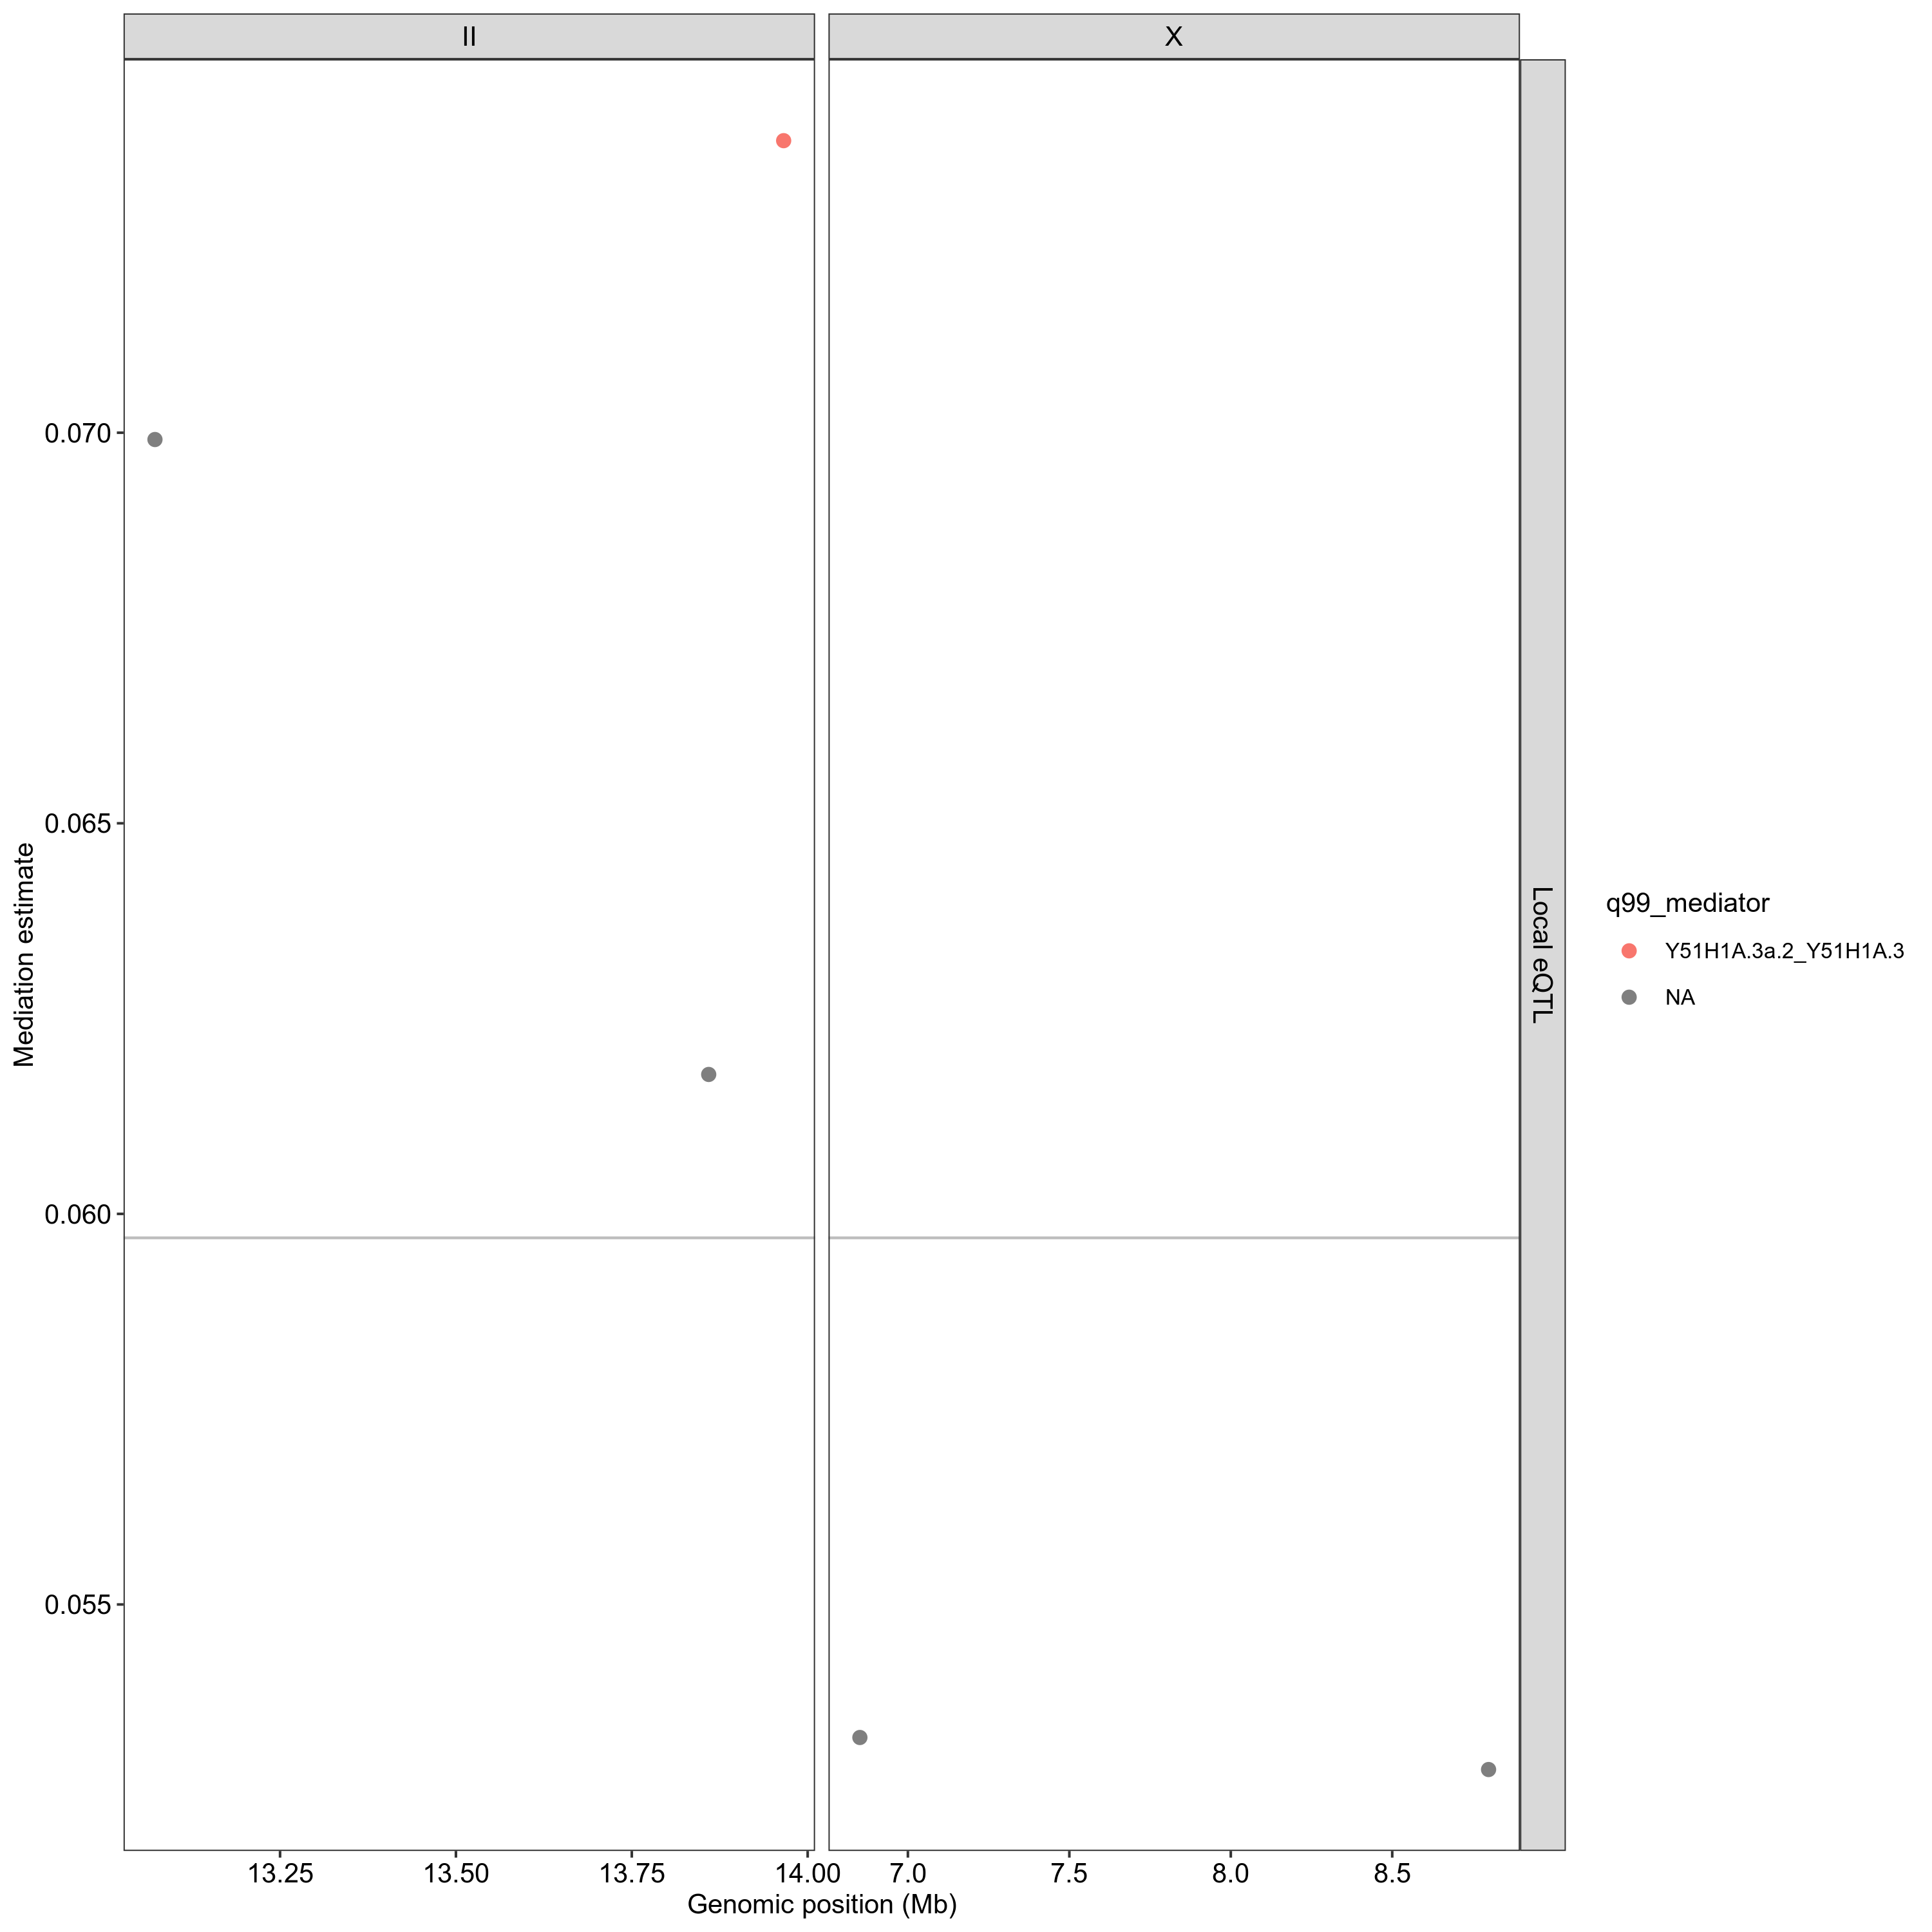 II
X
0.070
0.065
0.060
0.055
Mediation estimate
13.25
13.50
13.75
14.00
7.0
7.5
8.0
8.5
Genomic position (Mb)
Local eQTL
q99_mediator
Y51H1A.3a.2_Y51H1A.3
NA